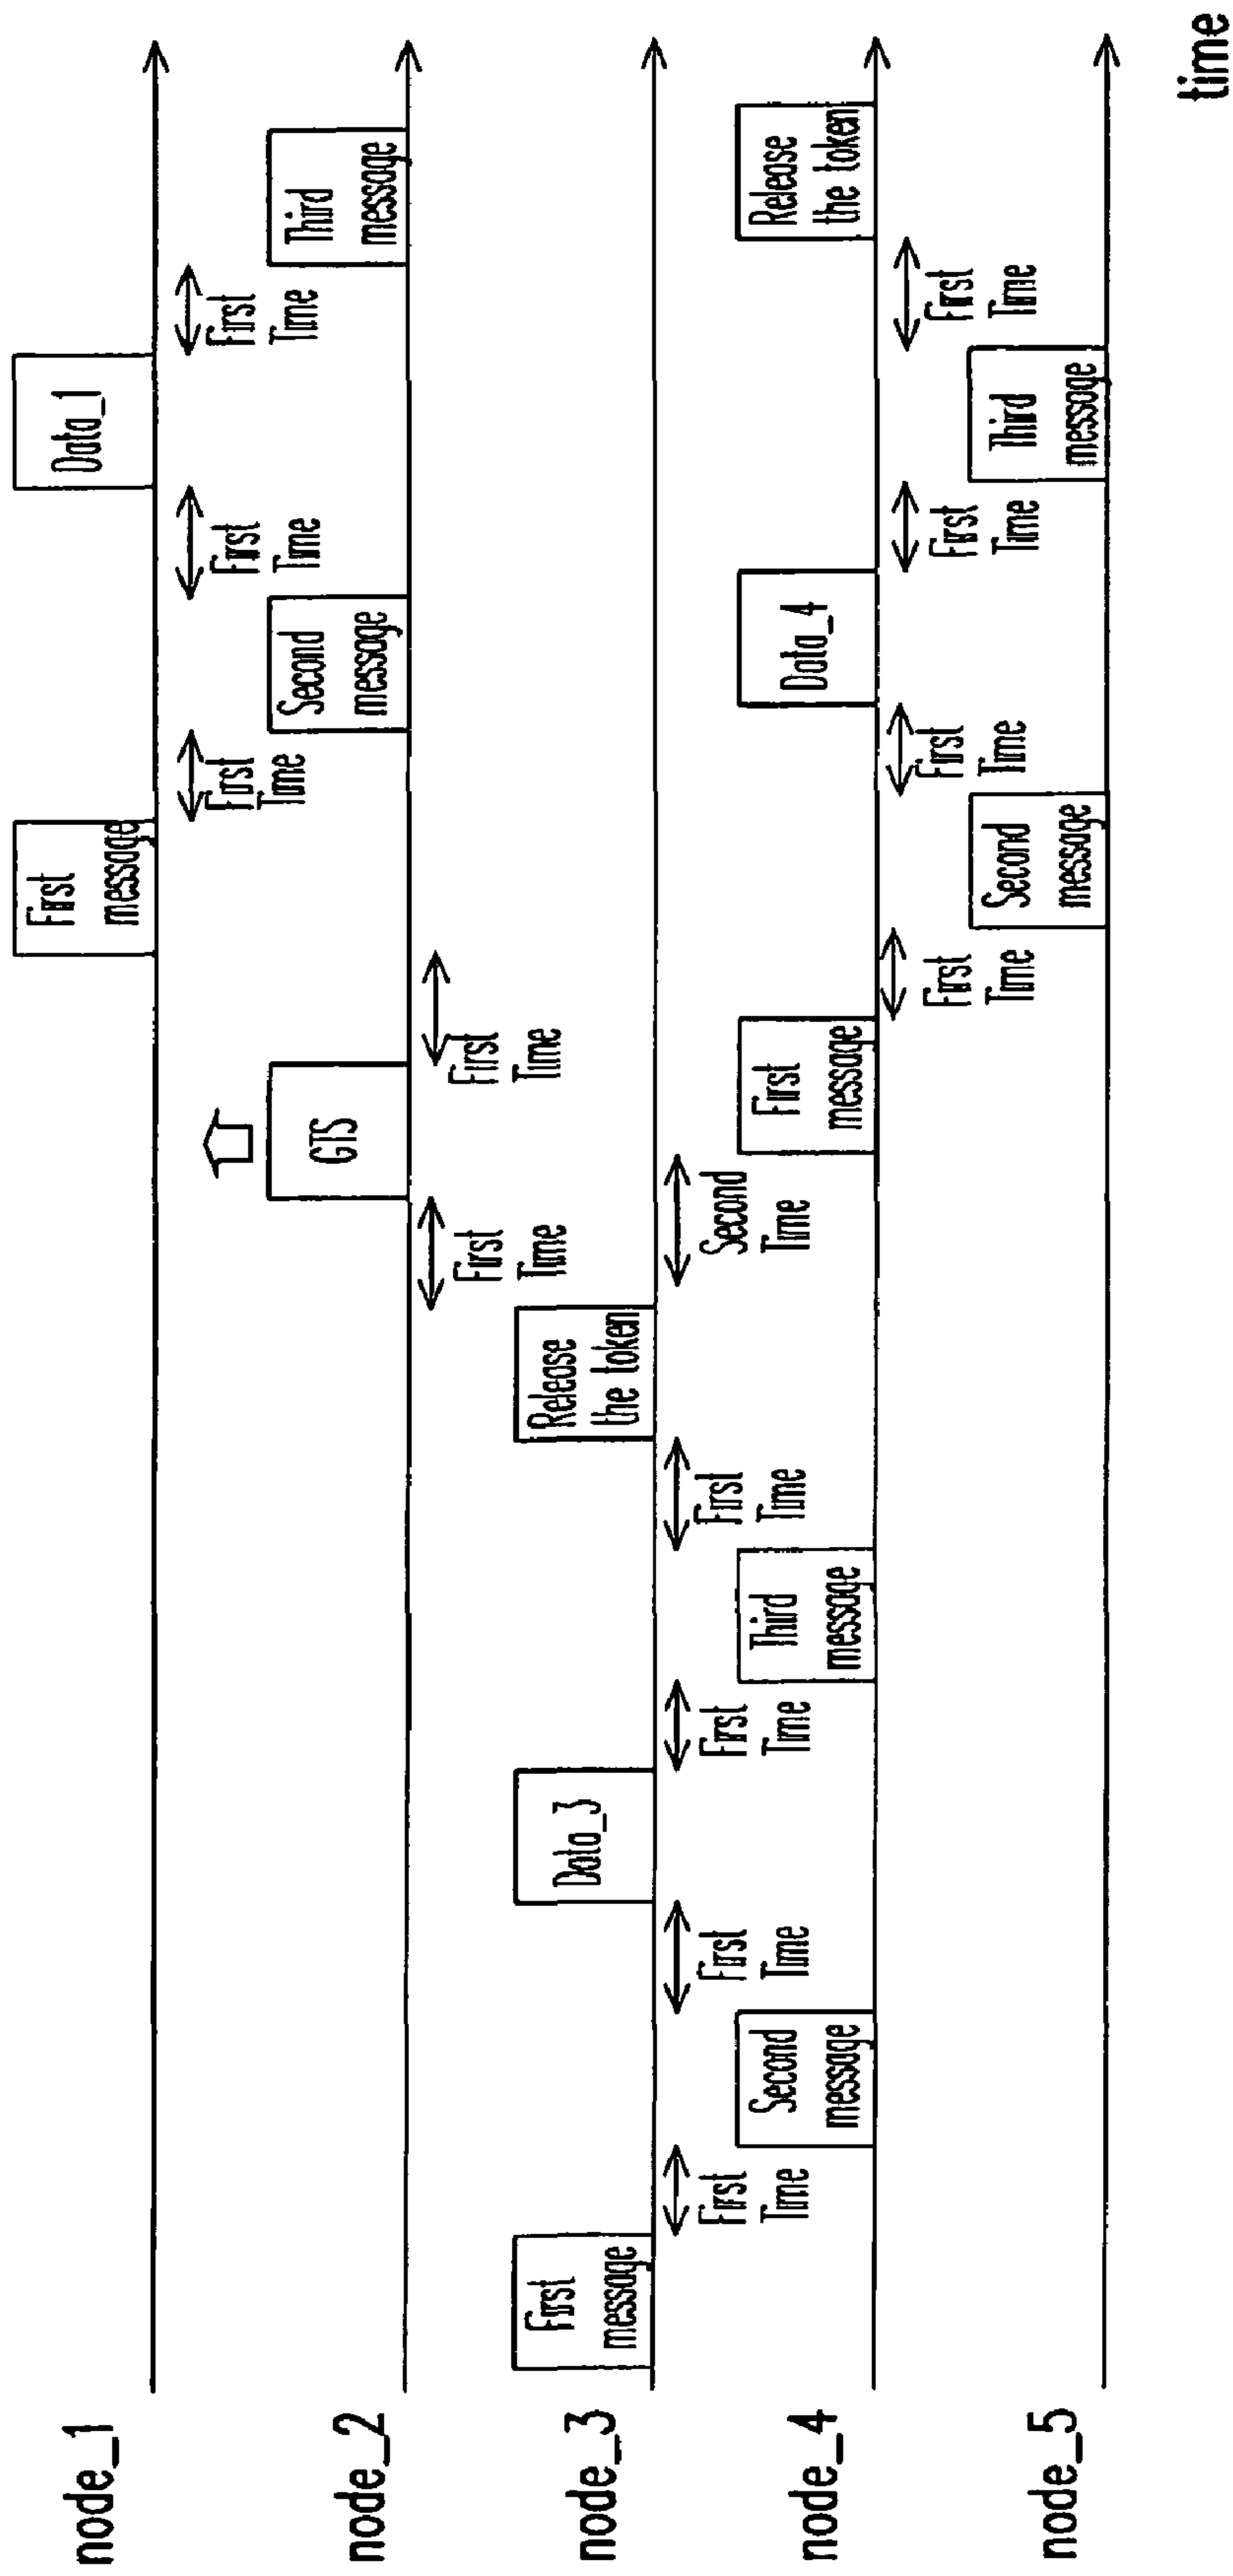 node_1
First
message
First
Time
First
Time
Data_1
First
Time
node_2
First
Time
GTS
First
Time
Second
message
Third
message
node_3
First
message
First
Time
First
Time
Data_3
First
Time
First
Time
Release
the token
Second
Time
node_4
Second
message
Third
message
First
message
First
Time
First
Time
Data_4
First
Time
First
Time
Release
the token
node_5
Second
message
Third
message
time